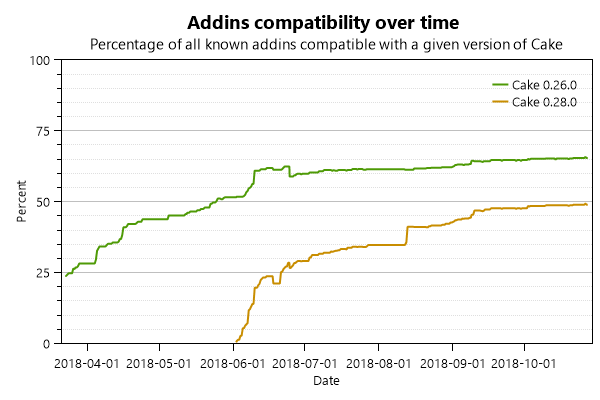 Addins compatibility over time
Percentage of all known addins compatible with a given version of Cake
100
Cake 0.26.0
Cake 0.28.0
75
50
25
0
Percent
2018-04-01 2018-05-01 2018-06-01 2018-07-01 2018-08-01 2018-09-01 2018-10-01
Date